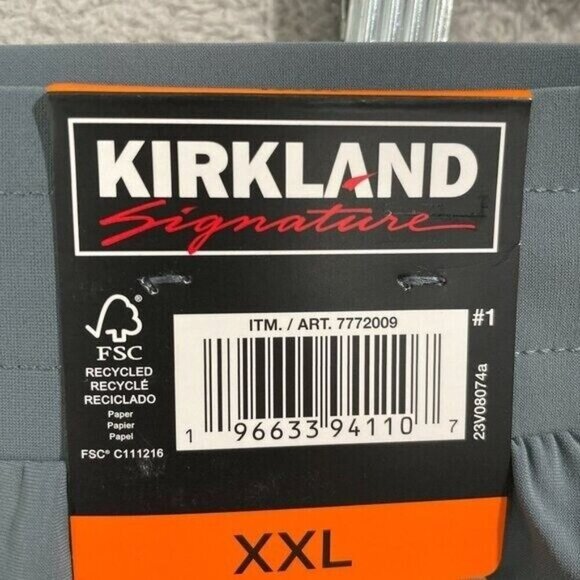 KIRKLAND
Signature
FSC
RECYCLED
RECYCLÉ
RECICLADO
Paper
Papier
Papel
FSC® C111216
ITM. / ART. 7772009
1 96633 94110 7
#1
23V08074a
XXL